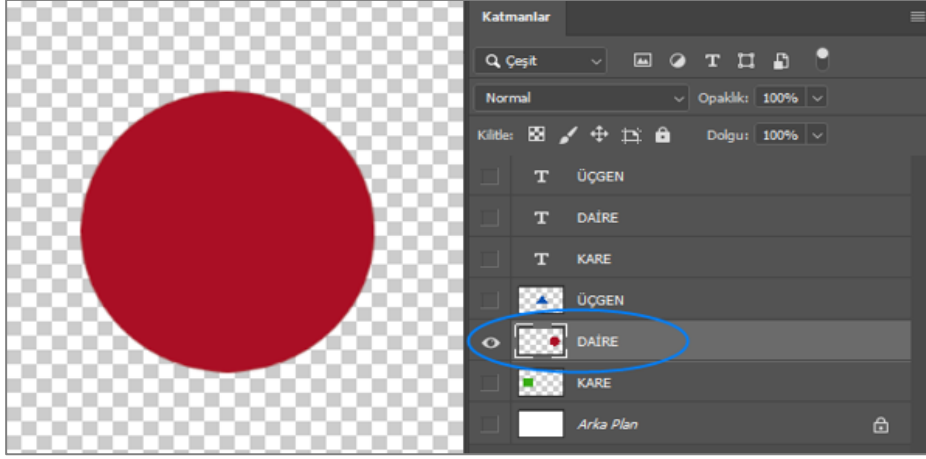 Katmanlar
Çeşit
Normal Opaklık: 100%
Kilitle: Dolgu: 100%
T ÜÇGEN
T DAİRE
T KARE
ÜÇGEN
DAİRE
KARE
Arka Plan